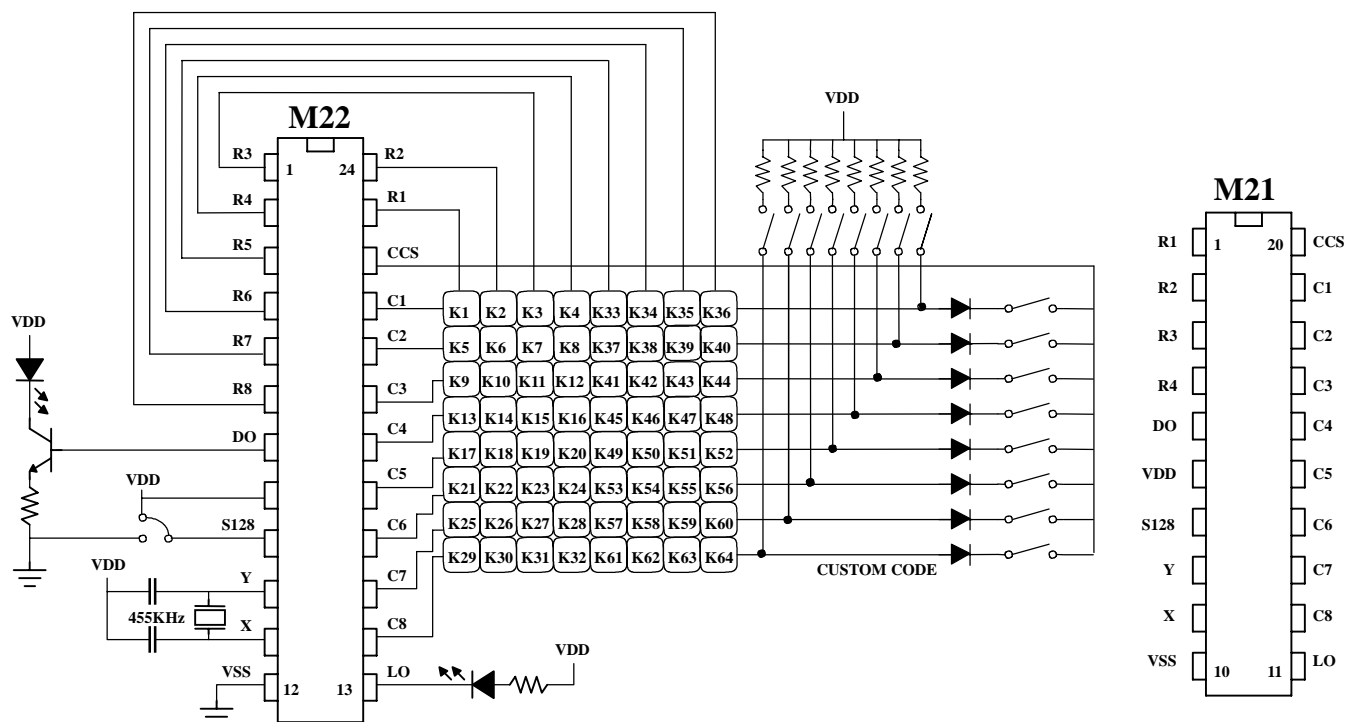 VDD
M22
M21
R3 1 24 R2
R4 R1
R5 CCS
R6 C1
R7 C2
R8 C3
DO C4
VDD C5
S128 C6
VDD Y C7
455KHz X C8
VSS 12 13 LO VDD
VDD
K1 K2 K3 K4 K33 K34 K35 K36
K5 K6 K7 K8 K37 K38 K39 K40
K9 K10 K11 K12 K41 K42 K43 K44
K13 K14 K15 K16 K45 K46 K47 K48
K17 K18 K19 K20 K49 K50 K51 K52
K21 K22 K23 K24 K53 K54 K55 K56
K25 K26 K27 K28 K57 K58 K59 K60
K29 K30 K31 K32 K61 K62 K63 K64
CUSTOM CODE
R1 1 20 CCS
R2 C1
R3 C2
R4 C3
DO C4
VDD C5
S128 C6
Y C7
X C8
VSS 10 11 LO